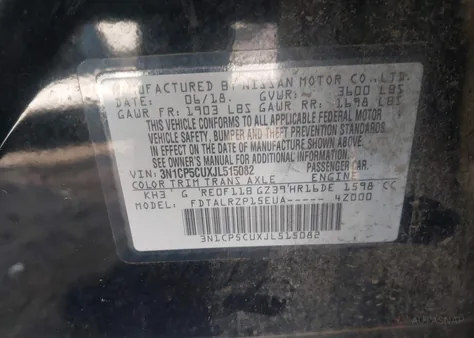 MANUFACTURED BY NISSAN MOTOR CO., LTD.
DATE: 06/18. GVWR: 3600 LBS
GAWR FR: 1903 LBS GAWR RR: 1698 LBS
THIS VEHICLE CONFORMS TO ALL APPLICABLE FEDERAL MOTOR
VEHICLE SAFETY, BUMPER AND THEFT PREVENTION STANDARDS
IN EFFECT ON THE DATE OF MANUFACTURE SHOWN ABOVE.
SEE OWNER'S MANUAL FOR ADDITIONAL INFORMATION.
VIN: 3N1CP5CUXJL515082 PASSENGER CAR
COLOR TRIM TRANS AXLE ENGINE
KH3 G RE0F11B GZ39 HR16DE 1598 CC
MODEL: FDTALRZP15EUA----- 4Z000
3N1CP5CUXJL515082